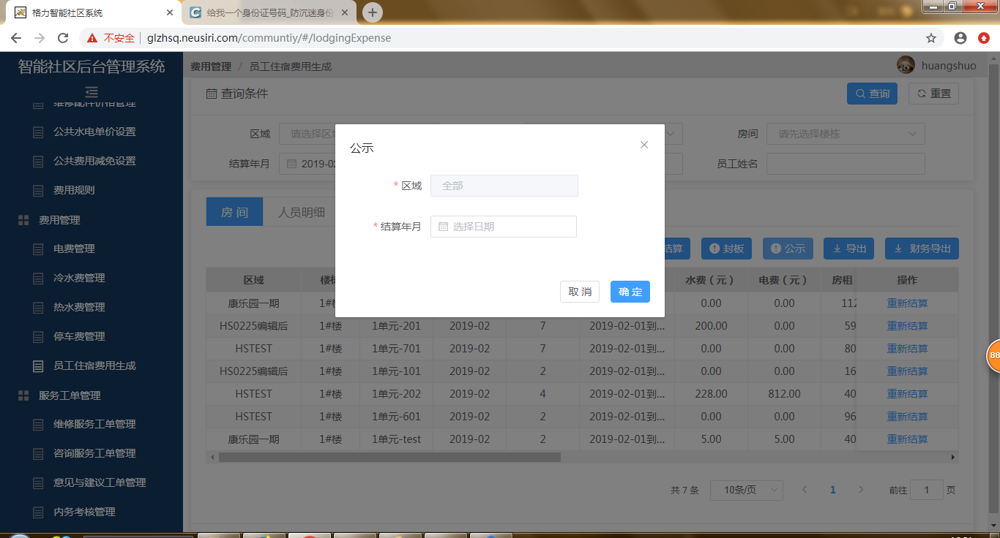 格力智能社区系统
给我一个身份证号码_防沉迷身份
不安全 glzhsq.neusiri.com/communtiy/#/lodgingExpense
智能社区后台管理系统
费用管理 / 员工住宿费用生成
huangshuo
维修配件价格管理
公共水电单价设置
公共费用减免设置
费用规则
费用管理
电费管理
冷水费管理
热水费管理
停车费管理
员工住宿费用生成
服务工单管理
维修服务工单管理
咨询服务工单管理
意见与建议工单管理
内务考核管理
查询条件
查询 重置
区域 请选择区域 房间 请先选择楼栋
结算年月 2019-02 员工姓名
公示
* 区域 全部
* 结算年月 选择日期
取 消 确 定
房 间 人员明细
结算 封板 公示 导出 财务导出
区域 楼栋 水费（元） 电费（元） 房租 操作
康乐园一期 1#楼 0.00 0.00 112 重新结算
HS0225编辑后 1#楼 1单元-201 2019-02 7 2019-02-01到... 200.00 0.00 59 重新结算
HSTEST 1#楼 1单元-701 2019-02 7 2019-02-01到... 0.00 0.00 80 重新结算
HS0225编辑后 1#楼 1单元-101 2019-02 2 2019-02-01到... 0.00 0.00 16 重新结算
HSTEST 1#楼 1单元-202 2019-02 4 2019-02-01到... 228.00 812.00 40 重新结算
HSTEST 1#楼 1单元-601 2019-02 2 2019-02-01到... 0.00 0.00 96 重新结算
康乐园一期 1#楼 1单元-test 2019-02 2 2019-02-01到... 5.00 5.00 40 重新结算
共 7 条 10条/页 1 前往 1 页
88